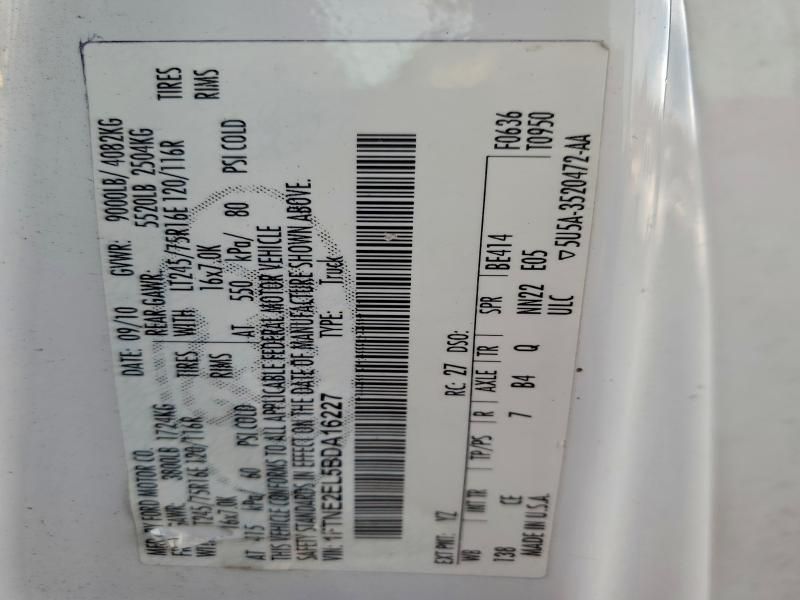 MFD. BY FORD MOTOR CO. DATE: 09/10 GVWR: 9000LB/ 4082KG
GAWR: 3800LB 1724KG REAR GAWR: 5520LB 2504KG
WITH LT245/75R16E 120/116R TIRES WITH LT245/75R16E 120/116R TIRES
16x7.0K RIMS 16x7.0K RIMS
AT 415 kPa/ 60 PSI COLD AT 550 kPa/ 80 PSI COLD
THIS VEHICLE CONFORMS TO ALL APPLICABLE FEDERAL MOTOR VEHICLE
SAFETY STANDARDS IN EFFECT ON THE DATE OF MANUFACTURE SHOWN ABOVE.
VIN: 1FTNE2EL5BDA16227 TYPE: Truck
F0636
EXT PNT: YZ RC: 27 DSO: T0950
WB INT TR TP/PS R AXLE TR SPR BE414
138 CE 7 B4 Q NN22 E05
MADE IN U.S.A. ULC ▽5U5A-3520472-AA